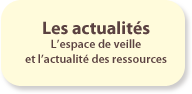 Les actualités
L'espace de veille
et l'actualité des ressources